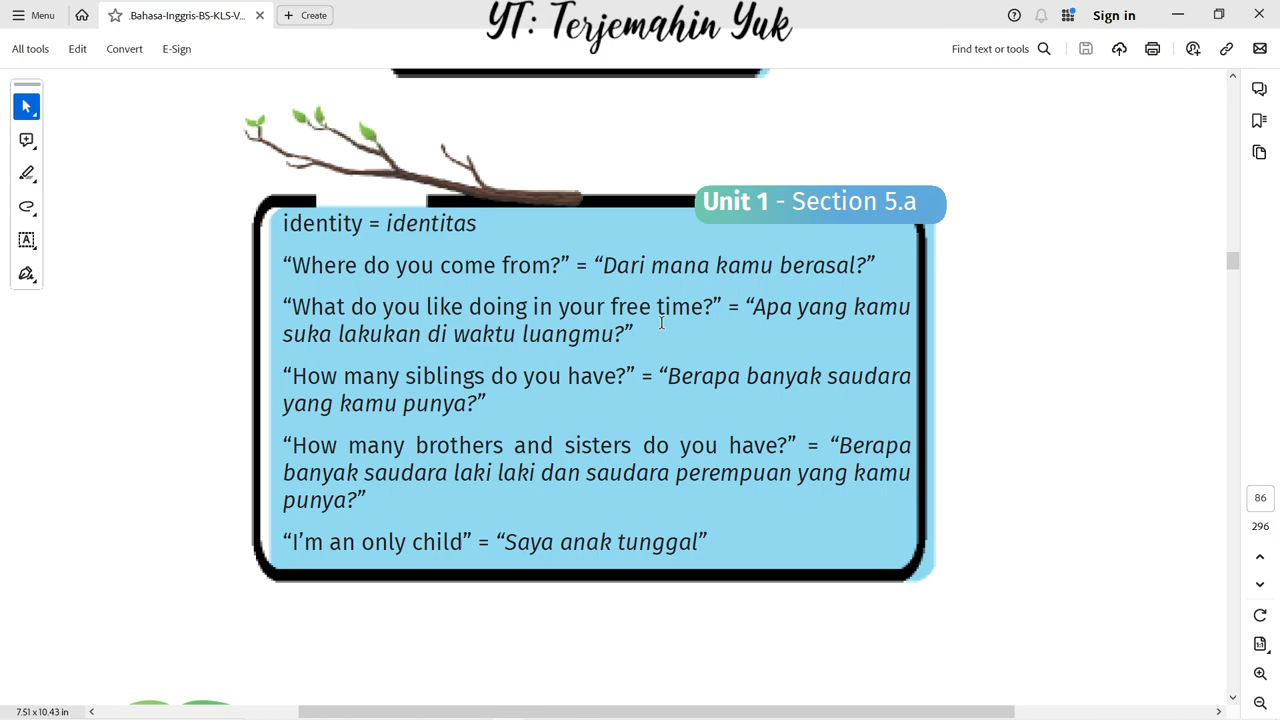 Menu
.Bahasa-Inggris-BS-KLS-V...
Create
YT: Terjemahin Yuk
Sign in
All tools
Edit
Convert
E-Sign
Find text or tools
Unit 1 - Section 5.a
identity = identitas
“Where do you come from?” = “Dari mana kamu berasal?”
“What do you like doing in your free time?” = “Apa yang kamu
suka lakukan di waktu luangmu?”
“How many siblings do you have?” = “Berapa banyak saudara
yang kamu punya?”
“How many brothers and sisters do you have?” = “Berapa
banyak saudara laki laki dan saudara perempuan yang kamu
punya?”
“I’m an only child” = “Saya anak tunggal”
86
296
7.51 x 10.43 in